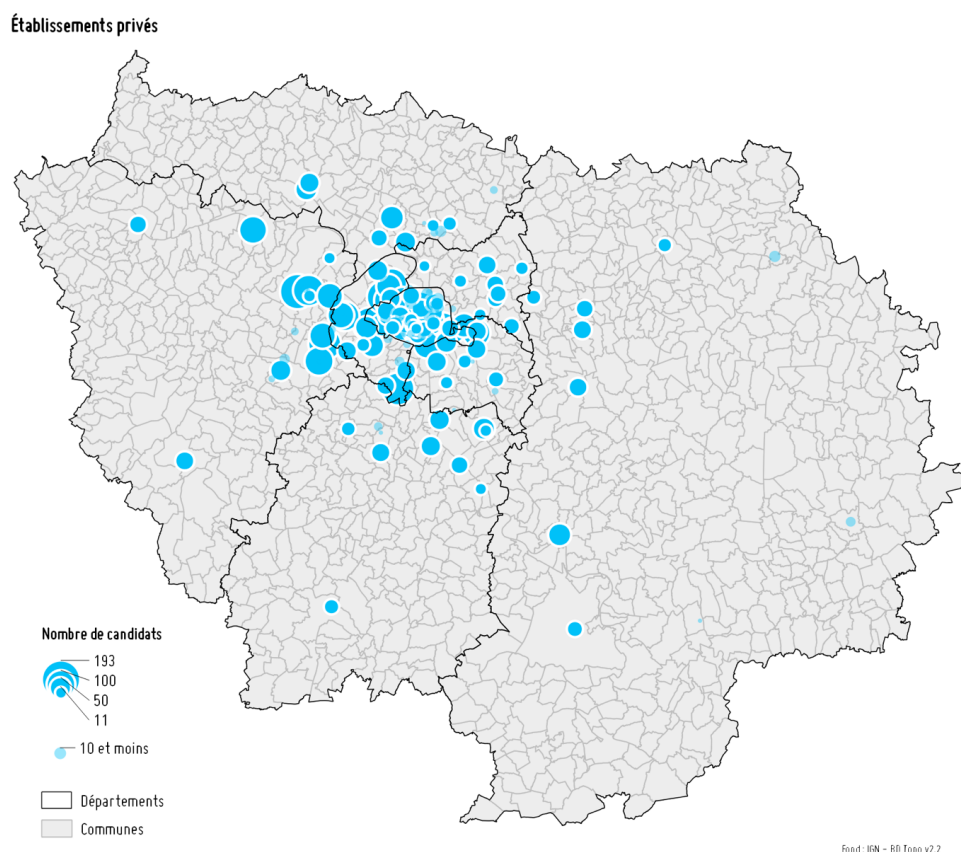 Établissements privés
Nombre de candidats
193
100
50
11
10 et moins
Départements
Communes
Fond : IGN - BD Topo v2.2